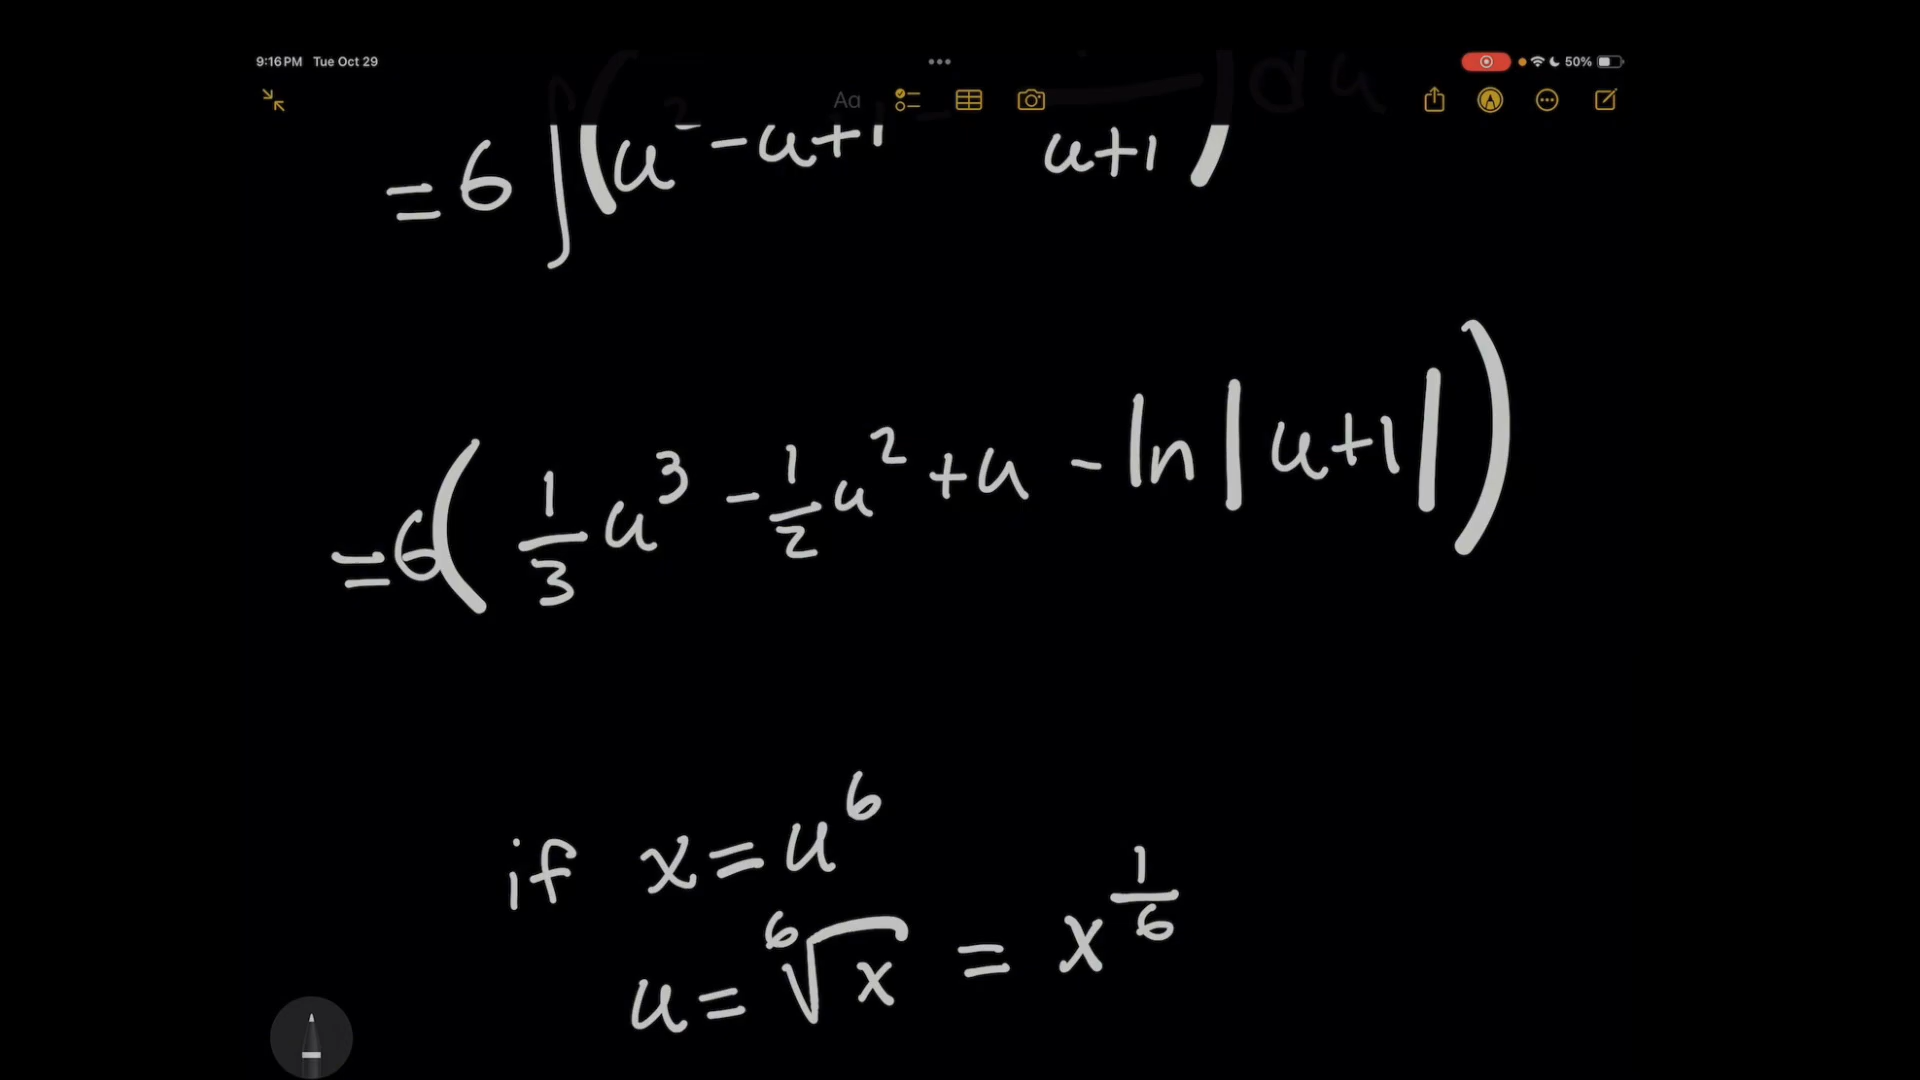 9:16 PM Tue Oct 29
50%
Aa
= 6 ∫ (u² - u + 1 - 1/(u+1)) du
= 6 ( 1/3 u³ - 1/2 u² + u - ln |u+1| )
if x = u⁶
u = ⁶√x = x^(1/6)